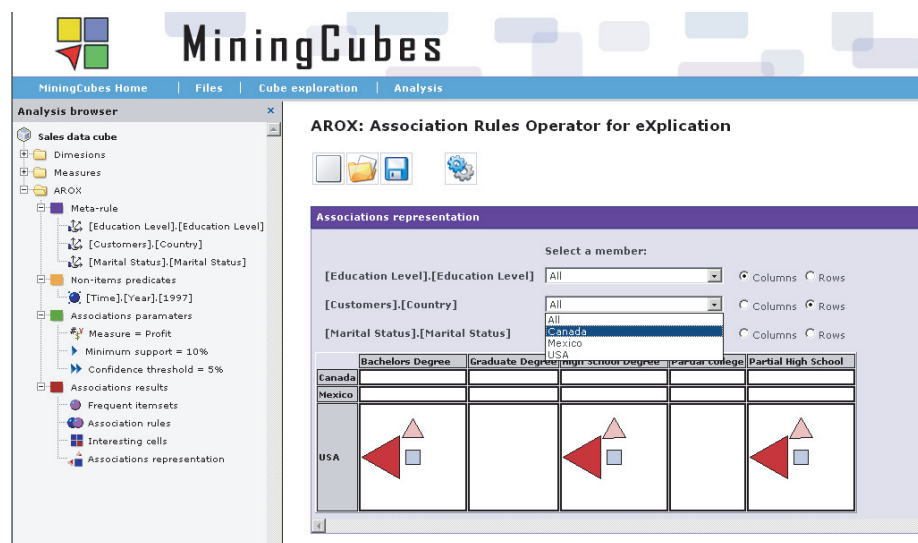 MiningCubes
MiningCubes Home | Files | Cube exploration | Analysis
Analysis browser ×
Sales data cube
Dimesions
Measures
AROX
Meta-rule
[Education Level].[Education Level]
[Customers].[Country]
[Marital Status].[Marital Status]
Non-items predicates
[Time].[Year].[1997]
Associations paramaters
Measure = Profit
Minimum support = 10%
Confidence threshold = 5%
Associations results
Frequent itemsets
Association rules
Interesting cells
Associations representation
AROX: Association Rules Operator for eXplication
Associations representation
Select a member:
[Education Level].[Education Level] All Columns Rows
[Customers].[Country] All Columns Rows
All
Canada
[Marital Status].[Marital Status] Columns Rows
Mexico
USA
Bachelors Degree Graduate Degree High School Degree Partial College Partial High School
Canada
Mexico
USA